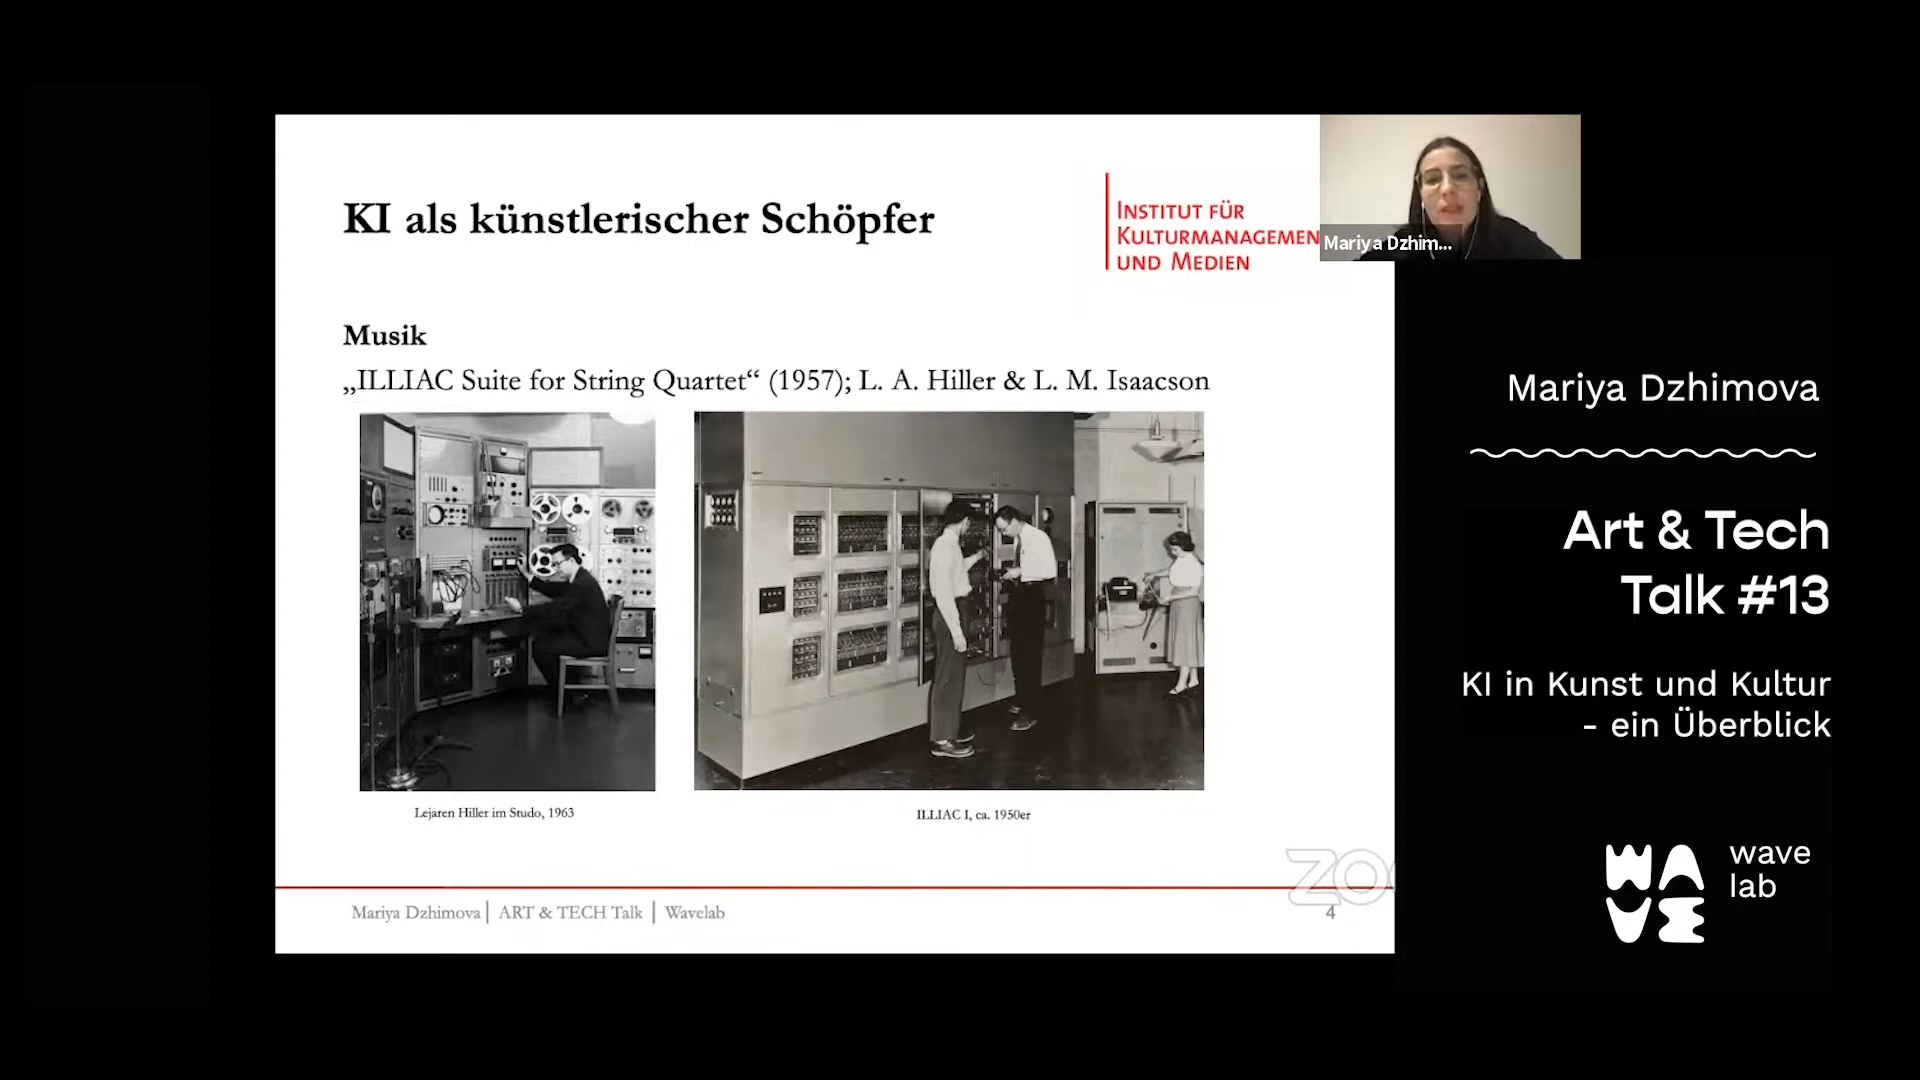 KI als künstlerischer Schöpfer
INSTITUT FÜR
KULTURMANAGEMEN
UND MEDIEN
Mariya Dzhim...
Musik
„ILLIAC Suite for String Quartet“ (1957); L. A. Hiller & L. M. Isaacson
Lejaren Hiller im Studo, 1963
ILLIAC I, ca. 1950er
ZO
Mariya Dzhimova | ART & TECH Talk | Wavelab
4
Mariya Dzhimova
Art & Tech
Talk #13
KI in Kunst und Kultur
- ein Überblick
WAVE
wave
lab